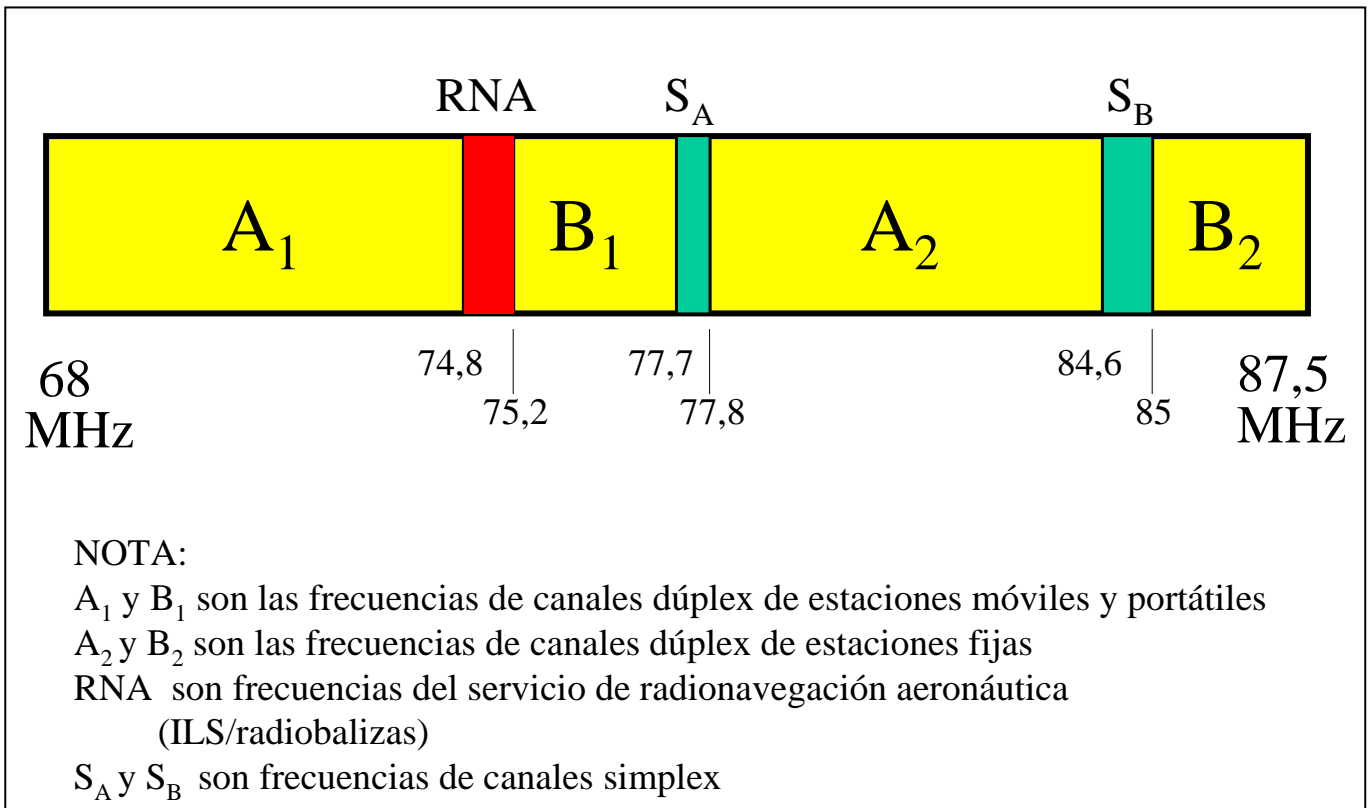 RNA S_A S_B
A₁ B₁ A₂ B₂
68 MHz 74,8 75,2 77,7 77,8 84,6 85 87,5 MHz
NOTA:
A₁ y B₁ son las frecuencias de canales dúplex de estaciones móviles y portátiles
A₂ y B₂ son las frecuencias de canales dúplex de estaciones fijas
RNA son frecuencias del servicio de radionavegación aeronáutica
(ILS/radiobalizas)
S_A y S_B son frecuencias de canales simplex